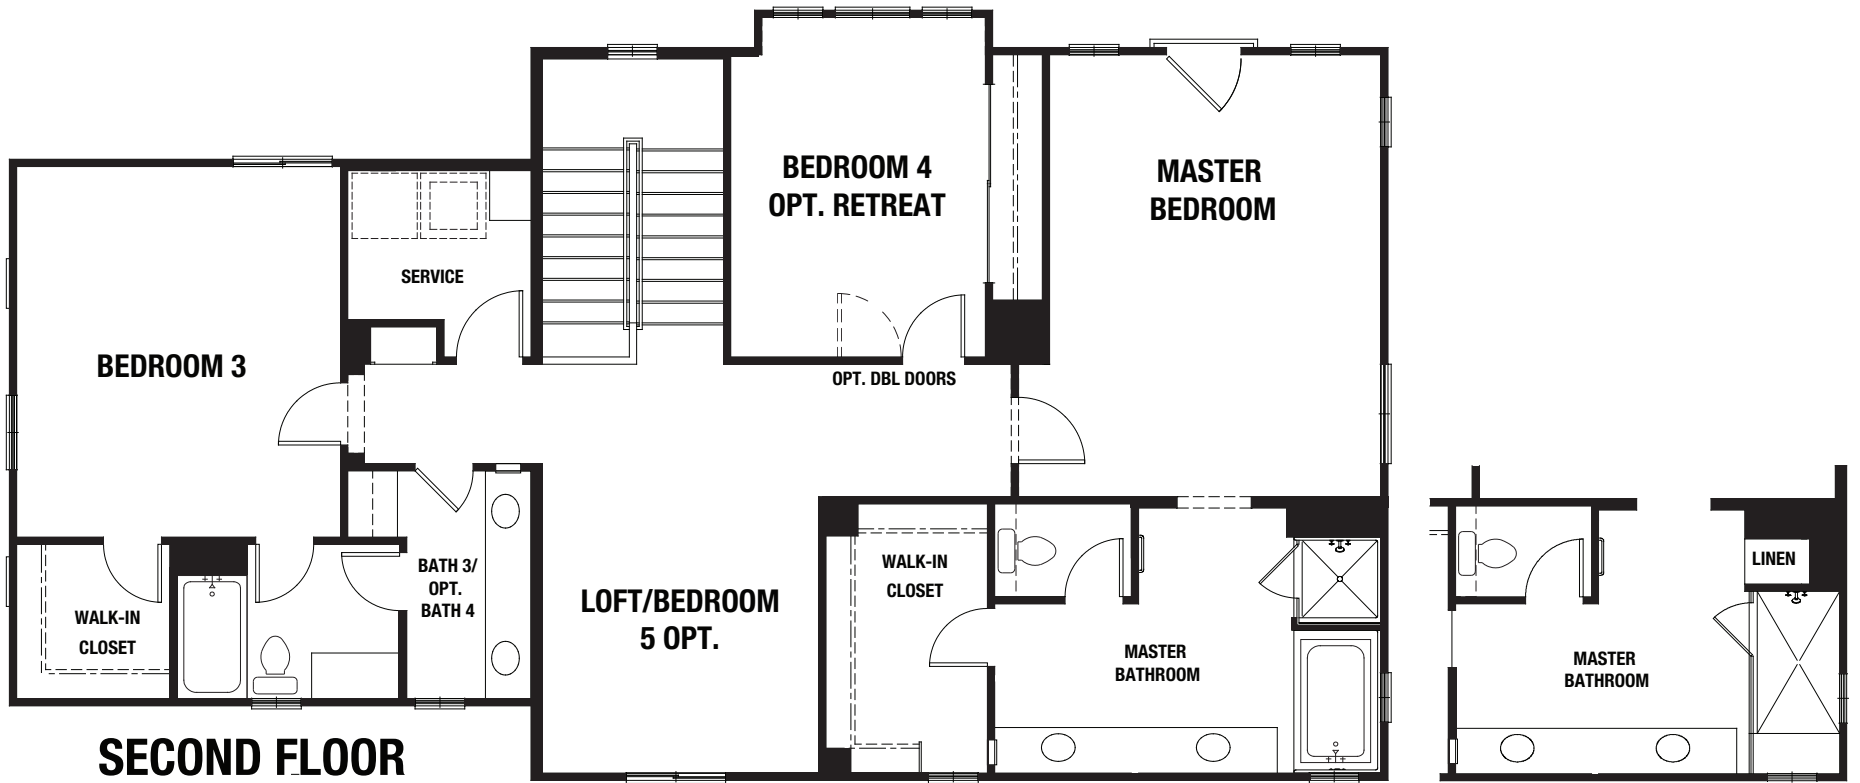 BEDROOM 4
OPT. RETREAT
MASTER
BEDROOM
SERVICE
BEDROOM 3
OPT. DBL DOORS
BATH 3/
OPT.
BATH 4
WALK-IN
CLOSET
LOFT/BEDROOM
5 OPT.
WALK-IN
CLOSET
MASTER
BATHROOM
LINEN
MASTER
BATHROOM
SECOND FLOOR